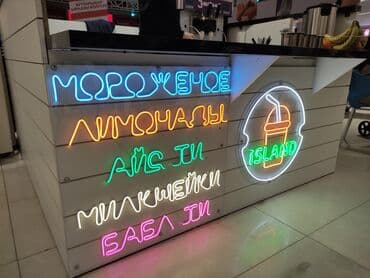 МОРОЖЕНОЕ
ЛИМОНАДЫ
АЙС ТИ
МИЛКШЕЙКИ
БАБЛ ТИ
ISLAND